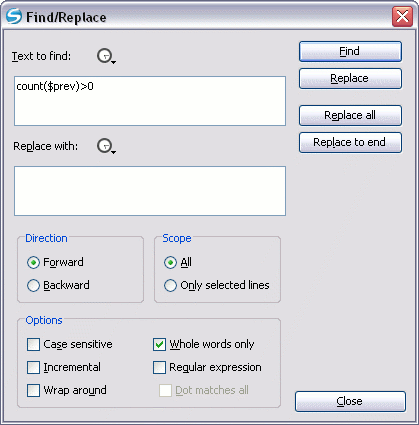 Find/Replace
Text to find:
Find
count($prev)>0
Replace
Replace all
Replace with:
Replace to end
Direction
Scope
Forward
All
Backward
Only selected lines
Options
Case sensitive
Whole words only
Incremental
Regular expression
Wrap around
Dot matches all
Close